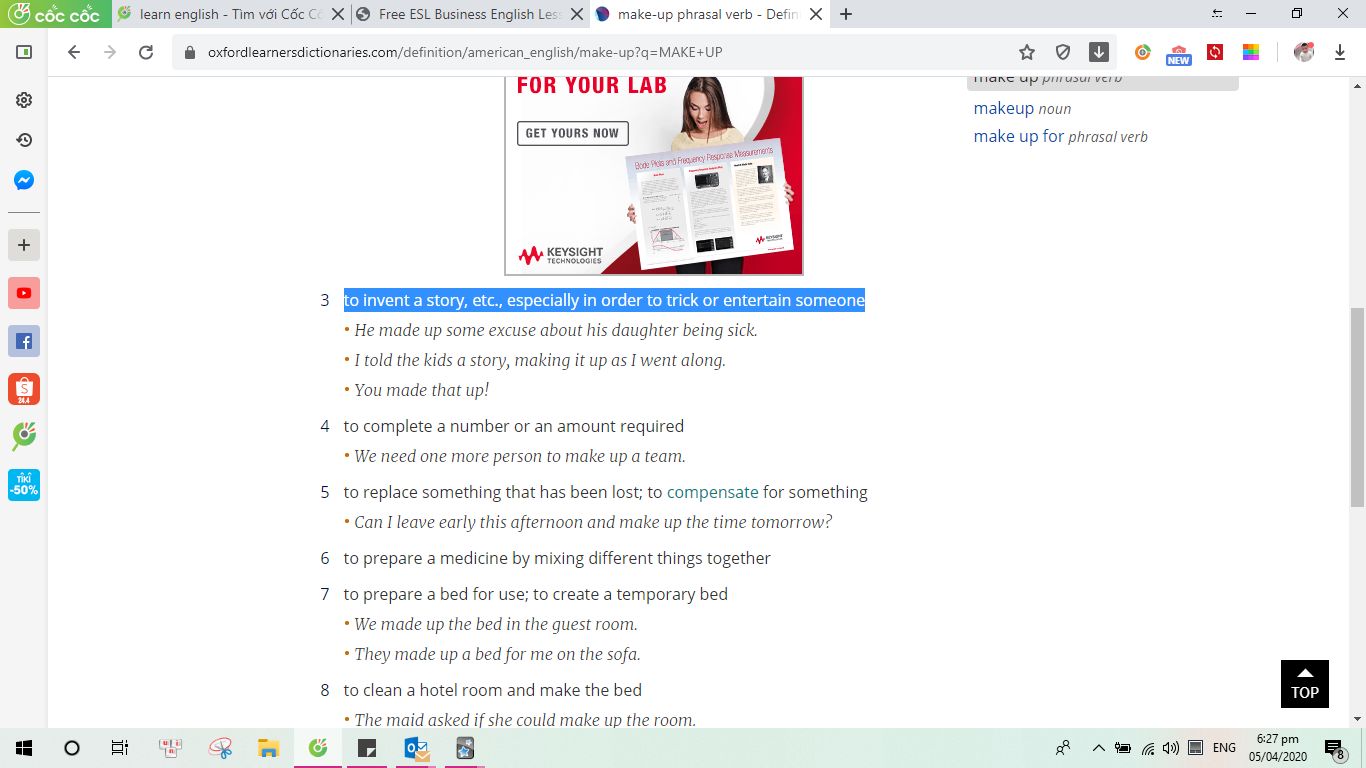 cốc cốc
learn english - Tìm với Cốc Cố
Free ESL Business English Less
make-up phrasal verb - Defini
oxfordlearnersdictionaries.com/definition/american_english/make-up?q=MAKE+UP
NEW
FOR YOUR LAB
GET YOURS NOW
Bode Plots and Frequency Response Measurements
KEYSIGHT
TECHNOLOGIES
KEYSIGHT
make up phrasal verb
makeup noun
make up for phrasal verb
3 to invent a story, etc., especially in order to trick or entertain someone
• He made up some excuse about his daughter being sick.
• I told the kids a story, making it up as I went along.
• You made that up!
4 to complete a number or an amount required
• We need one more person to make up a team.
5 to replace something that has been lost; to compensate for something
• Can I leave early this afternoon and make up the time tomorrow?
6 to prepare a medicine by mixing different things together
7 to prepare a bed for use; to create a temporary bed
• We made up the bed in the guest room.
• They made up a bed for me on the sofa.
8 to clean a hotel room and make the bed
• The maid asked if she could make up the room.
24.4
TIKI
-50%
TOP
ENG
6:27 pm
05/04/2020
8